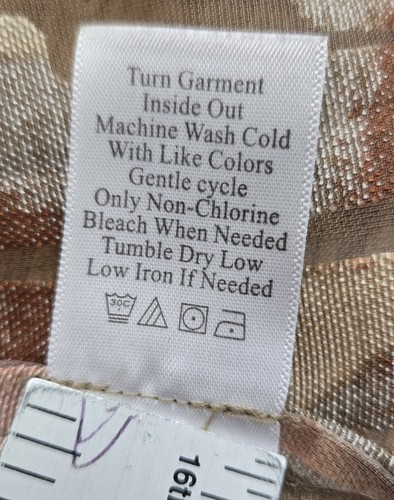 Turn Garment
Inside Out
Machine Wash Cold
With Like Colors
Gentle cycle
Only Non-Chlorine
Bleach When Needed
Tumble Dry Low
Low Iron If Needed
30C
16t